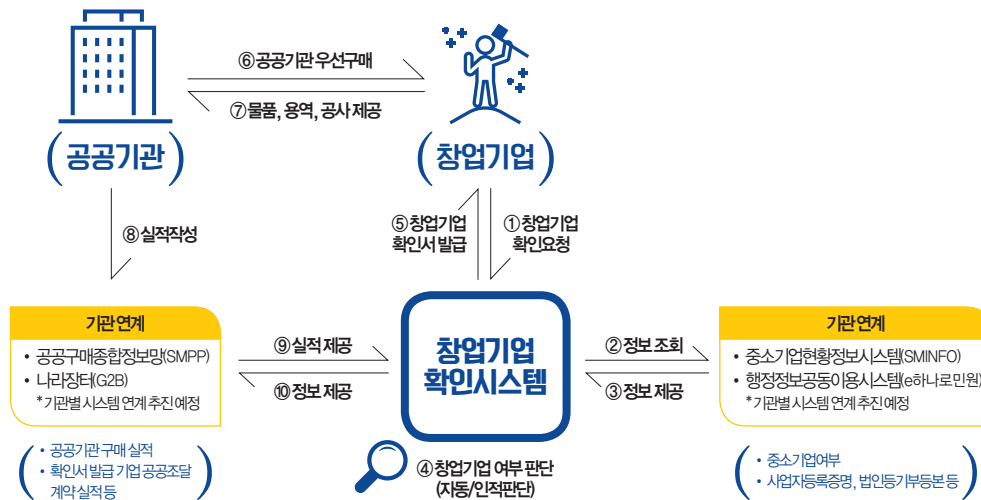 ⑥ 공공기관 우선구매
⑦ 물품, 용역, 공사 제공
공공기관
창업기업
⑧ 실적작성
⑤ 창업기업
확인서 발급
① 창업기업
확인요청
기관 연계
• 공공구매종합정보망(SMPP)
• 나라장터(G2B)
* 기관별 시스템 연계 추진 예정
• 공공기관 구매 실적
• 확인서 발급 기업 공공조달
계약 실적 등
⑨ 실적 제공
⑩ 정보 제공
창업기업
확인시스템
④ 창업기업 여부 판단
(자동/인적판단)
② 정보 조회
③ 정보 제공
기관 연계
• 중소기업현황정보시스템(SMINFO)
• 행정정보공동이용시스템(e하나로민원)
* 기관별 시스템 연계 추진 예정
• 중소기업여부
• 사업자등록증명, 법인등기부등본 등